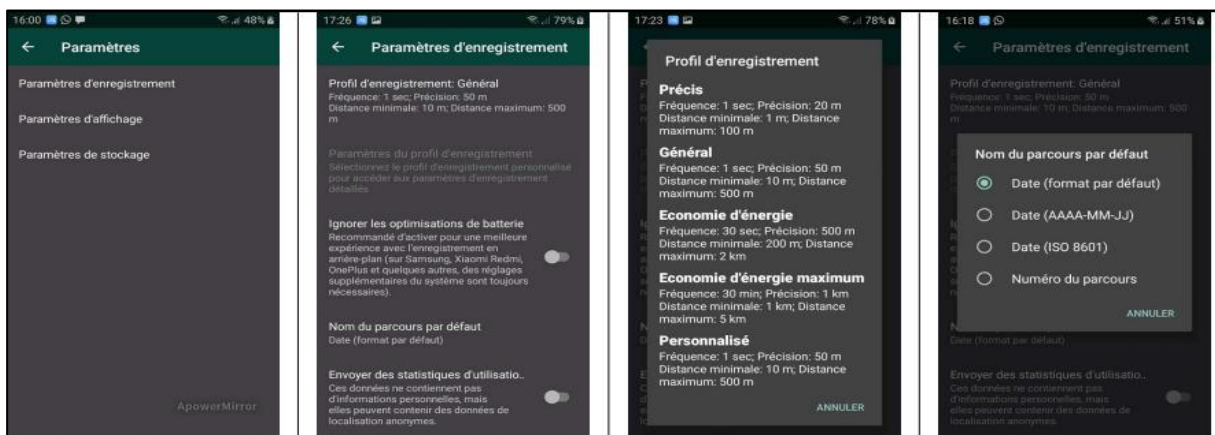 16:00 48%
Paramètres
Paramètres d'enregistrement
Paramètres d'affichage
Paramètres de stockage
ApowerMirror
17:26 79%
Paramètres d'enregistrement
Profil d'enregistrement: Général
Fréquence: 1 sec; Précision: 50 m
Distance minimale: 10 m; Distance maximum: 500
m
Paramètres du profil d'enregistrement
Sélectionnez le profil d'enregistrement personnalisé
pour accéder aux paramètres d'enregistrement
détaillés
Ignorer les optimisations de batterie
Recommandé d'activer pour une meilleure
expérience avec l'enregistrement en
arrière-plan (sur Samsung, Xiaomi Redmi,
OnePlus et quelques autres, des réglages
supplémentaires du système sont toujours
nécessaires).
Nom du parcours par défaut
Date (format par défaut)
Envoyer des statistiques d'utilisatio..
Ces données ne contiennent pas
d'informations personnelles, mais
elles peuvent contenir des données de
localisation anonymes.
17:23 78%
Profil d'enregistrement
Précis
Fréquence: 1 sec; Précision: 20 m
Distance minimale: 1 m; Distance
maximum: 100 m
Général
Fréquence: 1 sec; Précision: 50 m
Distance minimale: 10 m; Distance
maximum: 500 m
Economie d'énergie
Fréquence: 30 sec; Précision: 500 m
Distance minimale: 200 m; Distance
maximum: 2 km
Economie d'énergie maximum
Fréquence: 30 min; Précision: 1 km
Distance minimale: 1 km; Distance
maximum: 5 km
Personnalisé
Fréquence: 1 sec; Précision: 50 m
Distance minimale: 10 m; Distance
maximum: 500 m
ANNULER
16:18 51%
Paramètres d'enregistrement
Profil d'enregistrement: Général
Fréquence: 1 sec; Précision: 50 m
Distance minimale: 10 m; Distance maximum: 500
m
Nom du parcours par défaut
Date (format par défaut)
Date (AAAA-MM-JJ)
Date (ISO 8601)
Numéro du parcours
ANNULER
Date (format par défaut)
Envoyer des statistiques d'utilisatio..
Ces données ne contiennent pas
d'informations personnelles, mais
elles peuvent contenir des données de
localisation anonymes.